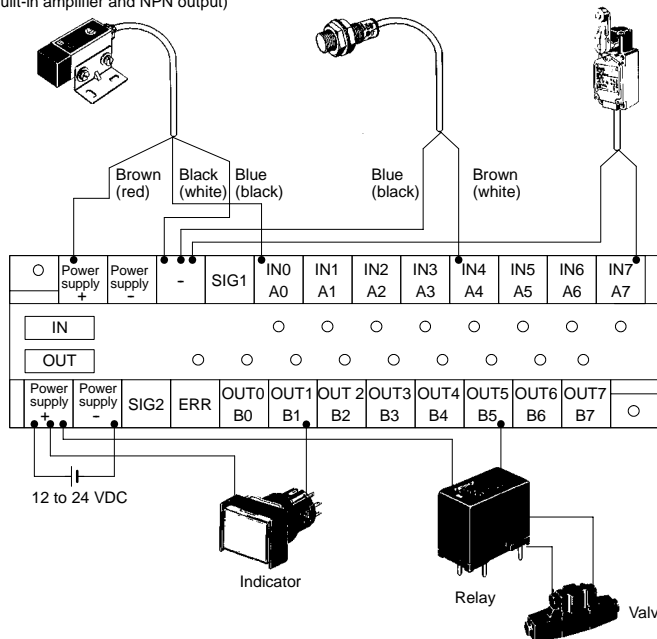 amplifier and NPN output)
Brown
(red)
Black
(white)
Blue
(black)
Blue
(black)
Brown
(white)
Power
supply
+
Power
supply
-
-
SIG1
IN0
A0
IN1
A1
IN2
A2
IN3
A3
IN4
A4
IN5
A5
IN6
A6
IN7
A7
IN
OUT
Power
supply
+
Power
supply
-
SIG2
ERR
OUT0
B0
OUT1
B1
OUT 2
B2
OUT3
B3
OUT4
B4
OUT5
B5
OUT6
B6
OUT7
B7
12 to 24 VDC
Indicator
Relay
Valv